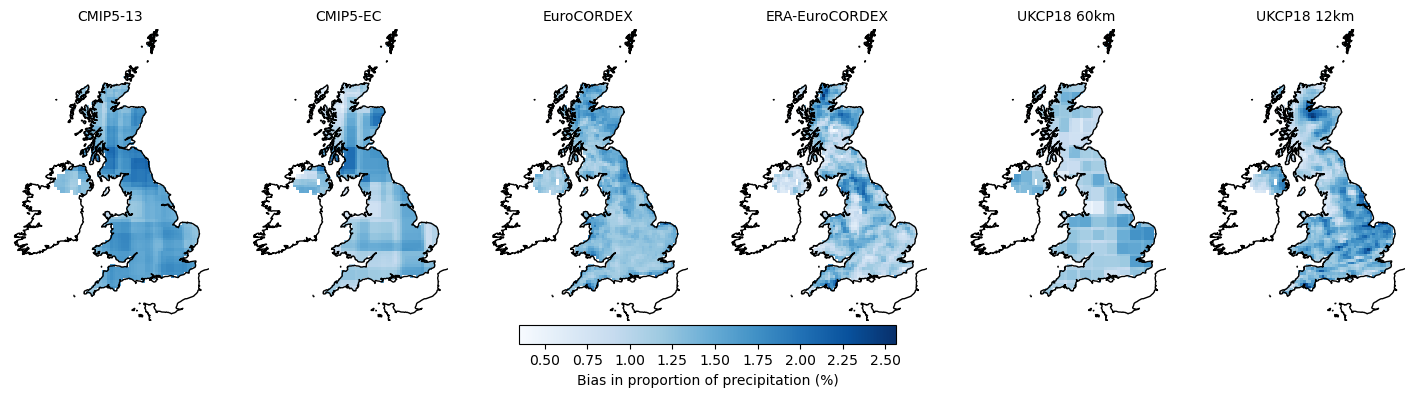 CMIP5-13 CMIP5-EC EuroCORDEX ERA-EuroCORDEX UKCP18 60km UKCP18 12km
0.50 0.75 1.00 1.25 1.50 1.75 2.00 2.25 2.50
Bias in proportion of precipitation (%)